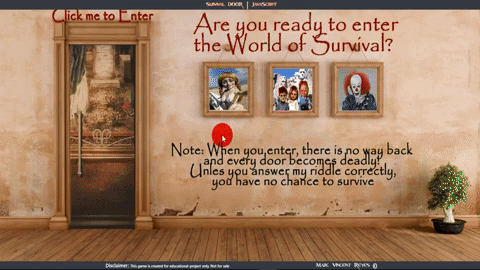 Survival DOOR | JavaScript
Click me to Enter
Are you ready to enter
the World of Survival?
Note: When you enter, there is no way back
and every door becomes deadly!
Unles you answer my riddle correctly,
you have no chance to survive
Disclaimer: This game is created for educational project only. Not for sale
Marc Vincent Reyes ©